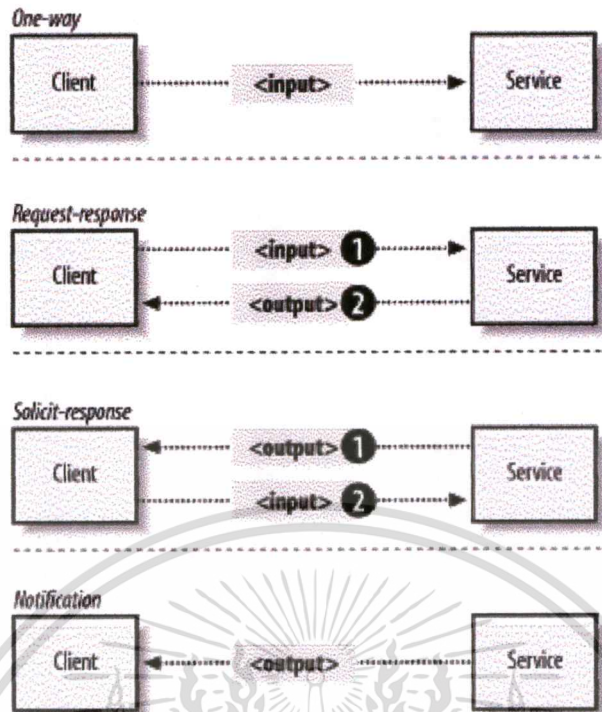 One-way
Client <input> Service
Request-response
Client <input> 1 Service
<output> 2
Solicit-response
Client <output> 1 Service
<input> 2
Notification
Client <output> Service